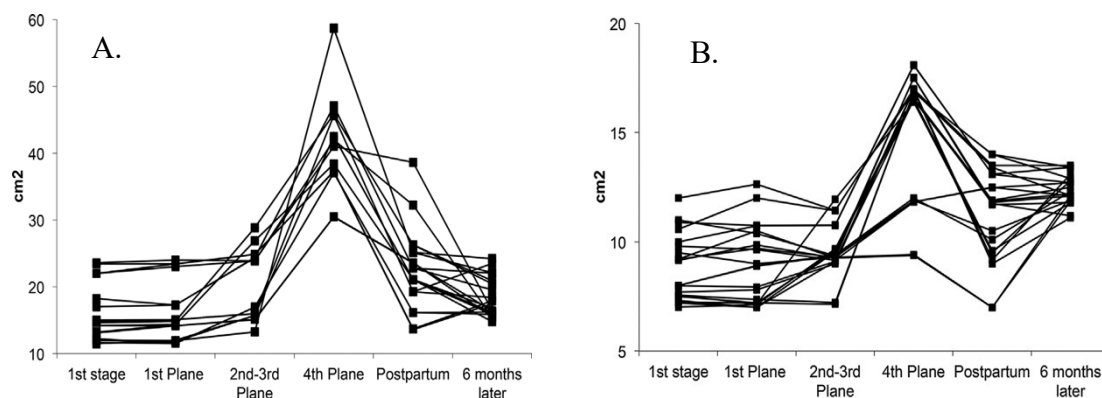 A.
60
50
40
30
20
10
cm2
1st stage 1st Plane 2nd-3rd Plane 4th Plane Postpartum 6 months later
B.
20
15
10
5
cm2
1st stage 1st Plane 2nd-3rd Plane 4th Plane Postpartum 6 months later